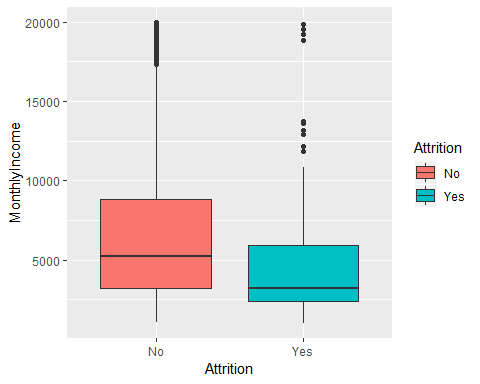 20000
15000
10000
5000
MonthlyIncome
No
Yes
Attrition
Attrition
No
Yes